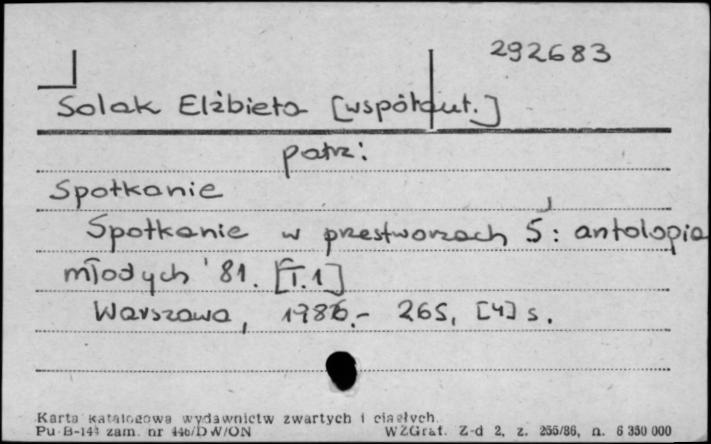 292683
Solak Elżbieta [współaut.]
patrz:
Spotkanie
Spotkanie w przestworzach 5: antologia
młodych '81. [T.1]
Warszawa, 1986.- 265, [4] s.
Karta katalogowa wydawnictw zwartych i ciągłych.
Pu-B-144 zam. nr 446/DW/ON WZGraf. Z-d 2, z. 255/86, n. 6 350 000